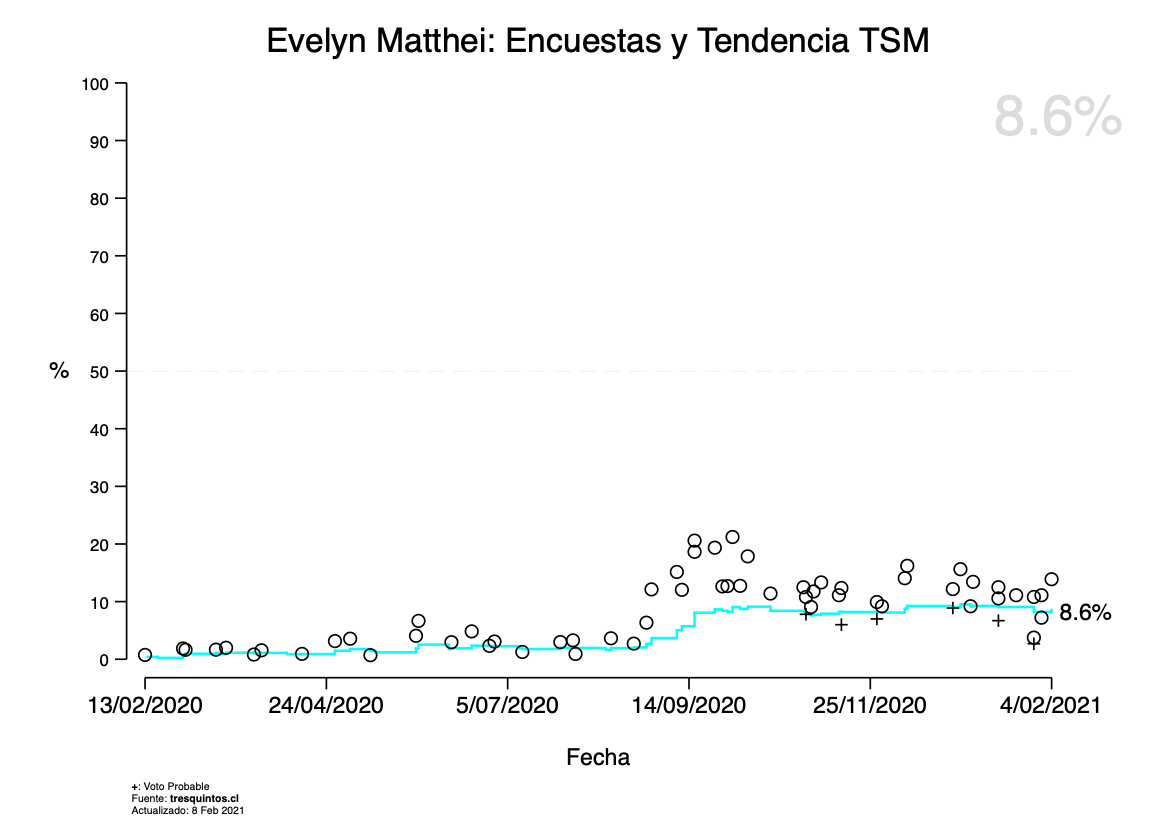 Evelyn Matthei: Encuestas y Tendencia TSM
8.6%
100
90
80
70
60
50
40
30
20
10
0
%
8.6%
13/02/2020 24/04/2020 5/07/2020 14/09/2020 25/11/2020 4/02/2021
Fecha
+: Voto Probable
Fuente: tresquintos.cl
Actualizado: 8 Feb 2021